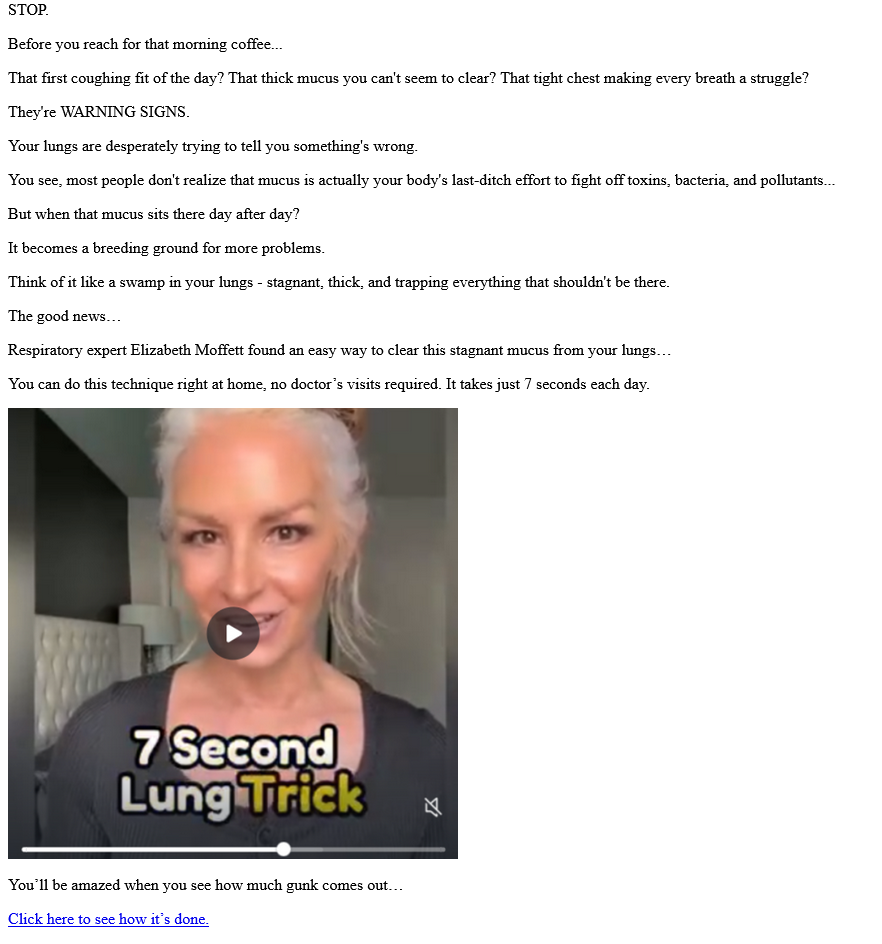 STOP.
Before you reach for that morning coffee...
That first coughing fit of the day? That thick mucus you can't seem to clear? That tight chest making every breath a struggle?
They're WARNING SIGNS.
Your lungs are desperately trying to tell you something's wrong.
You see, most people don't realize that mucus is actually your body's last-ditch effort to fight off toxins, bacteria, and pollutants...
But when that mucus sits there day after day?
It becomes a breeding ground for more problems.
Think of it like a swamp in your lungs - stagnant, thick, and trapping everything that shouldn't be there.
The good news…
Respiratory expert Elizabeth Moffett found an easy way to clear this stagnant mucus from your lungs…
You can do this technique right at home, no doctor’s visits required. It takes just 7 seconds each day.
7 Second
Lung Trick
You’ll be amazed when you see how much gunk comes out…
Click here to see how it’s done.